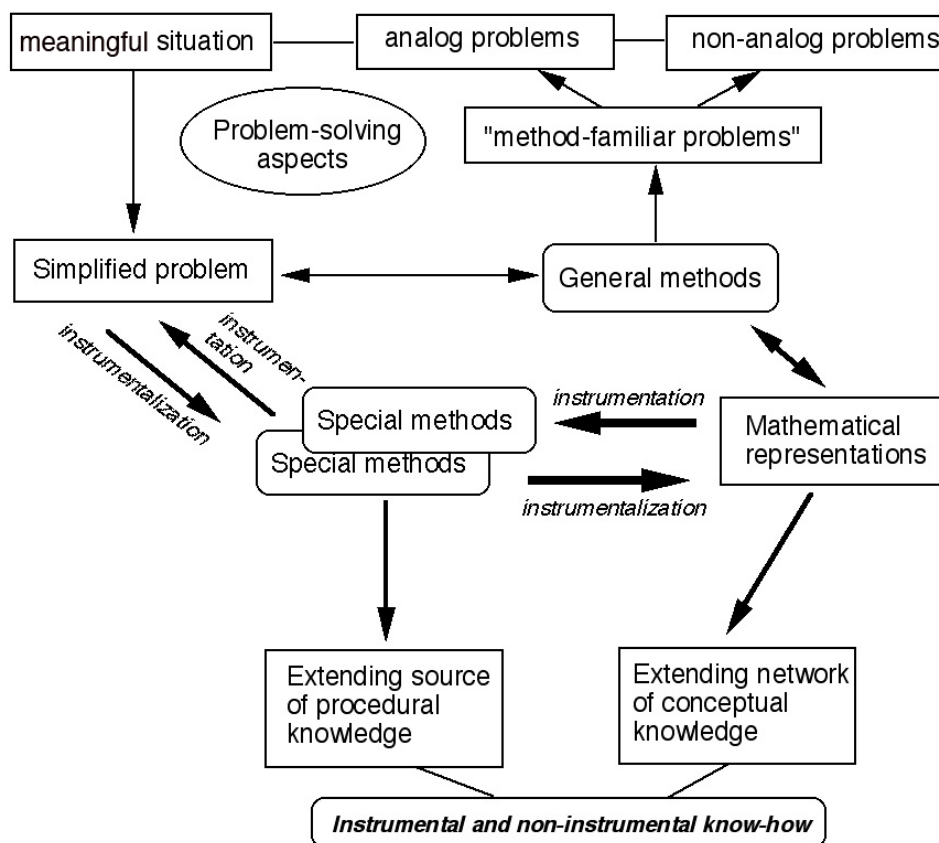 meaningful situation
analog problems
non-analog problems
Problem-solving
aspects
"method-familiar problems"
Simplified problem
General methods
instrumen-
tation
instrumentalization
instrumentation
Special methods
Special methods
instrumentalization
Mathematical
representations
Extending source
of procedural
knowledge
Extending network
of conceptual
knowledge
Instrumental and non-instrumental know-how